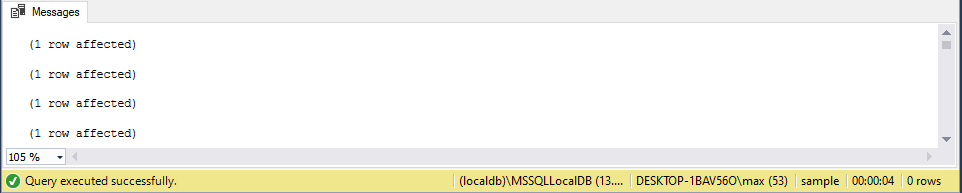 Messages
(1 row affected)
(1 row affected)
(1 row affected)
(1 row affected)
105 %
Query executed successfully. (localdb)\MSSQLLocalDB (13.... DESKTOP-1BAV56O\max (53) sample 00:00:04 0 rows